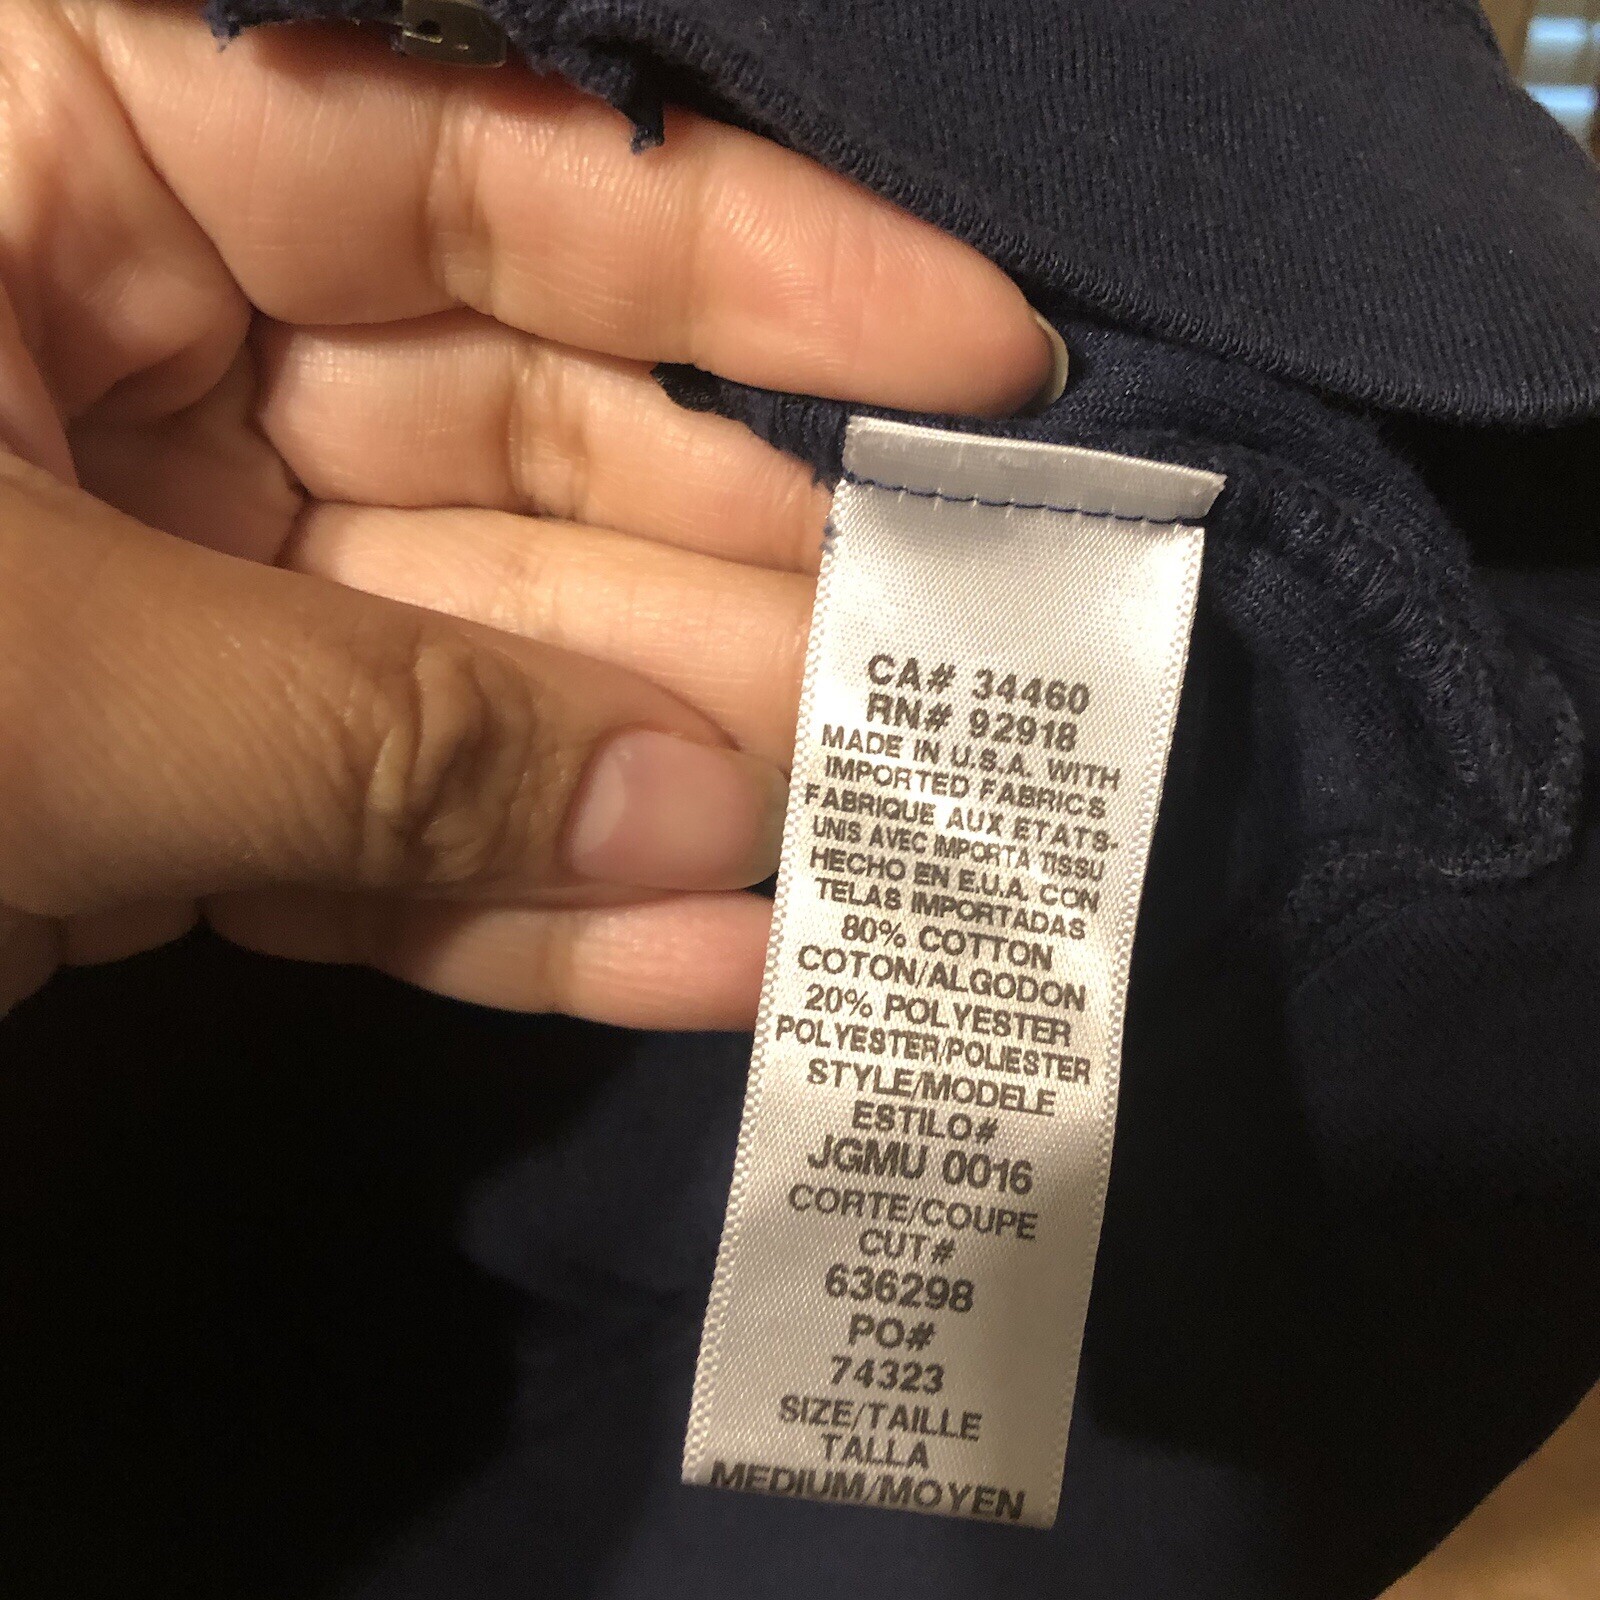 CA# 34460
RN# 92918
MADE IN U.S.A. WITH
IMPORTED FABRICS
FABRIQUE AUX ETATS-
UNIS AVEC IMPORTA TISSU
HECHO EN E.U.A. CON
TELAS IMPORTADAS
80% COTTON
COTON/ALGODON
20% POLYESTER
POLYESTER/POLIESTER
STYLE/MODELE
ESTILO#
JGMU 0016
CORTE/COUPE
CUT#
636298
PO#
74323
SIZE/TAILLE
TALLA
MEDIUM/MOYEN